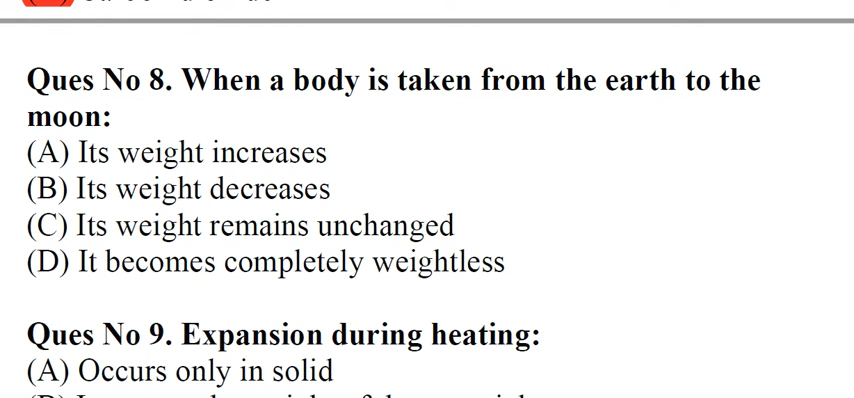 Ques No 8. When a body is taken from the earth to the
moon:
(A) Its weight increases
(B) Its weight decreases
(C) Its weight remains unchanged
(D) It becomes completely weightless
Ques No 9. Expansion during heating:
(A) Occurs only in solid